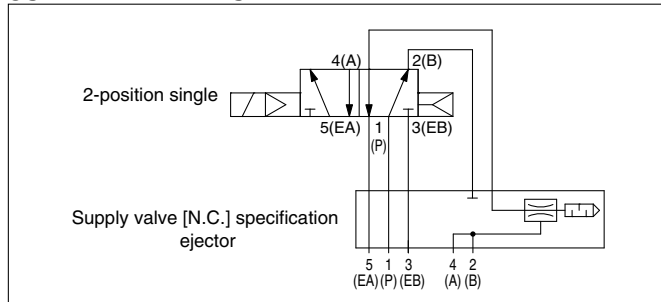 4(A) 2(B)
2-position single
5(EA) 1 3(EB)
(P)
Supply valve [N.C.] specification
ejector
5 1 3 4 2
(EA) (P) (EB) (A) (B)